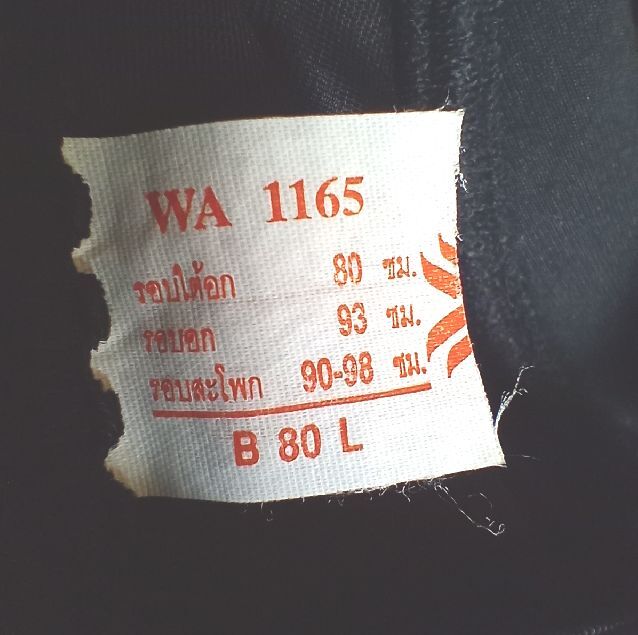 WA 1165
รอบใต้อก 80 ซม.
รอบอก 93 ซม.
รอบสะโพก 90-98 ซม.
B 80 L